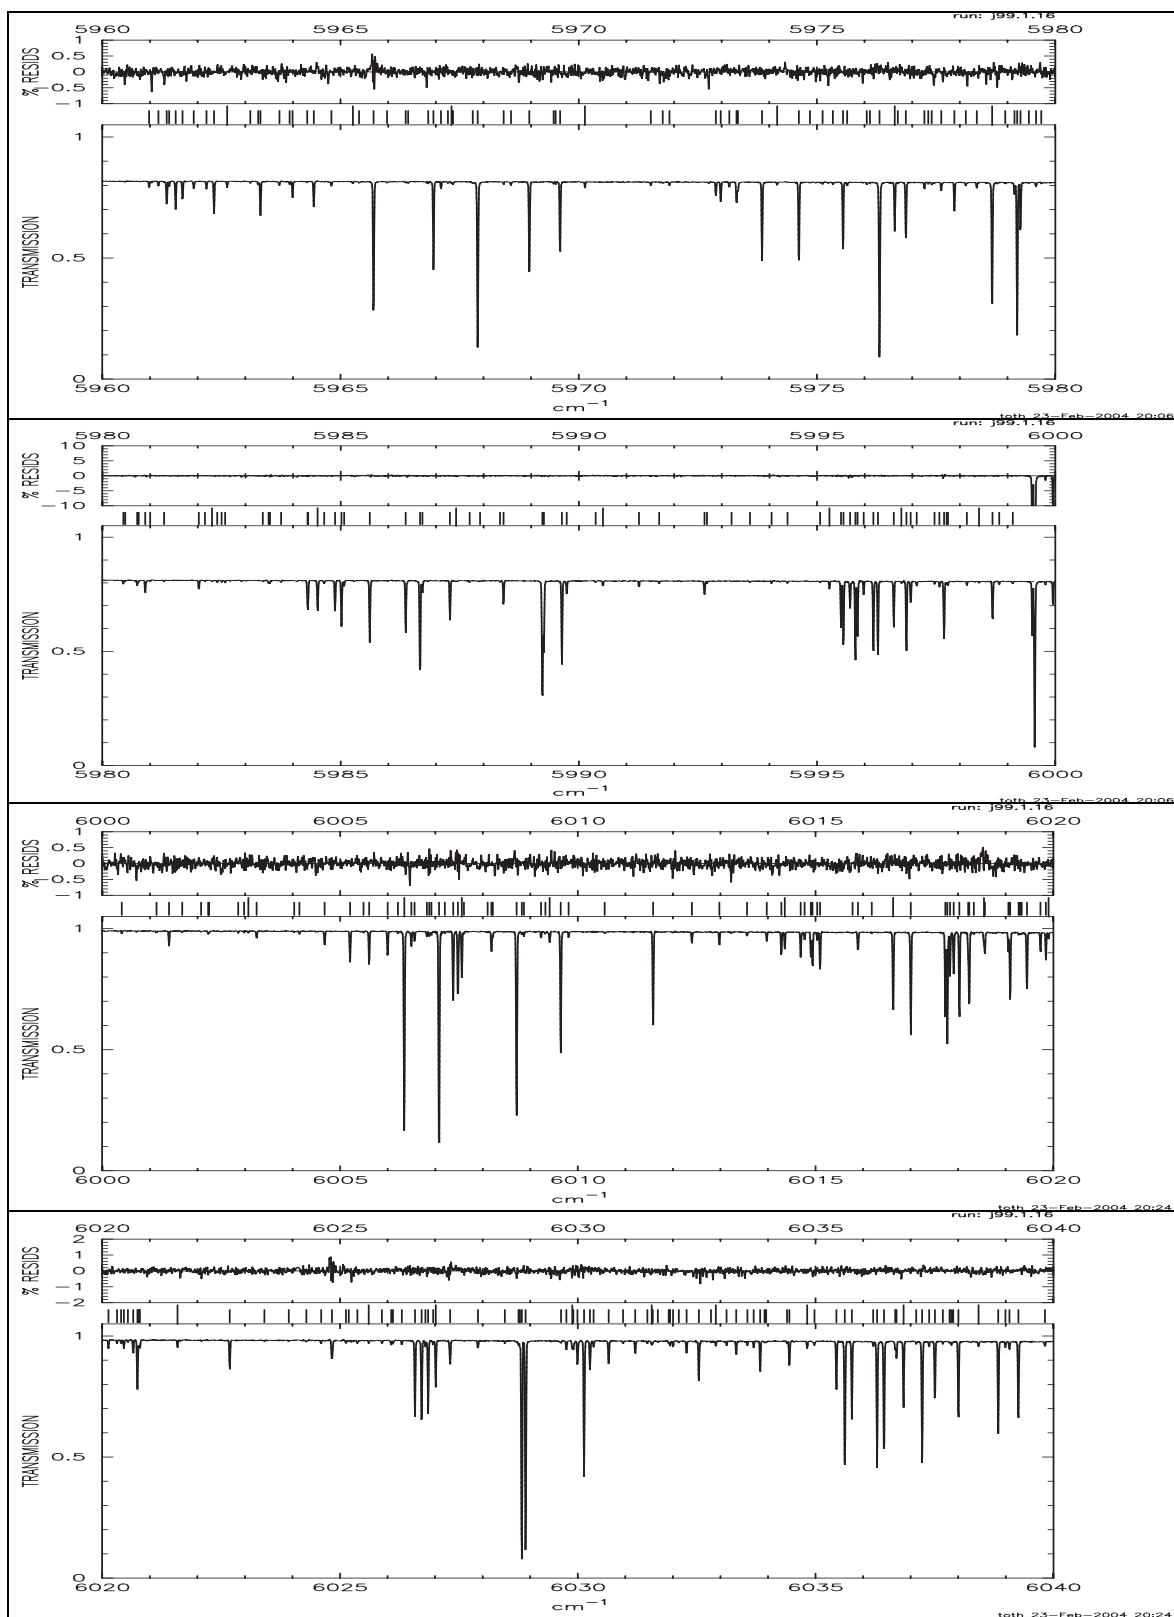 run: j99.1.16
5960 5965 5970 5975 5980
1
0.5
0
−0.5
−1
% RESIDS
1
0.5
0
TRANSMISSION
5960 5965 5970 5975 5980
cm−1
toth 23−Feb−2004 20:06
run: j99.1.16
5980 5985 5990 5995 6000
10
5
0
−5
−10
% RESIDS
1
0.5
0
TRANSMISSION
5980 5985 5990 5995 6000
cm−1
toth 23−Feb−2004 20:06
run: j99.1.16
6000 6005 6010 6015 6020
1
0.5
0
−0.5
−1
% RESIDS
1
0.5
0
TRANSMISSION
6000 6005 6010 6015 6020
cm−1
toth 23−Feb−2004 20:24
run: j99.1.16
6020 6025 6030 6035 6040
2
1
0
−1
−2
% RESIDS
1
0.5
0
TRANSMISSION
6020 6025 6030 6035 6040
cm−1
toth 23−Feb−2004 20:24